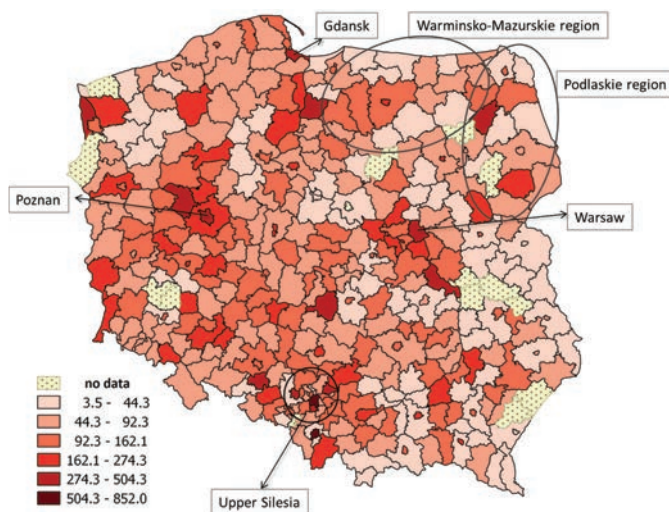 Gdansk
Warminsko-Mazurskie region
Podlaskie region
Poznan
Warsaw
no data
3.5 - 44.3
44.3 - 92.3
92.3 - 162.1
162.1 - 274.3
274.3 - 504.3
504.3 - 852.0
Upper Silesia